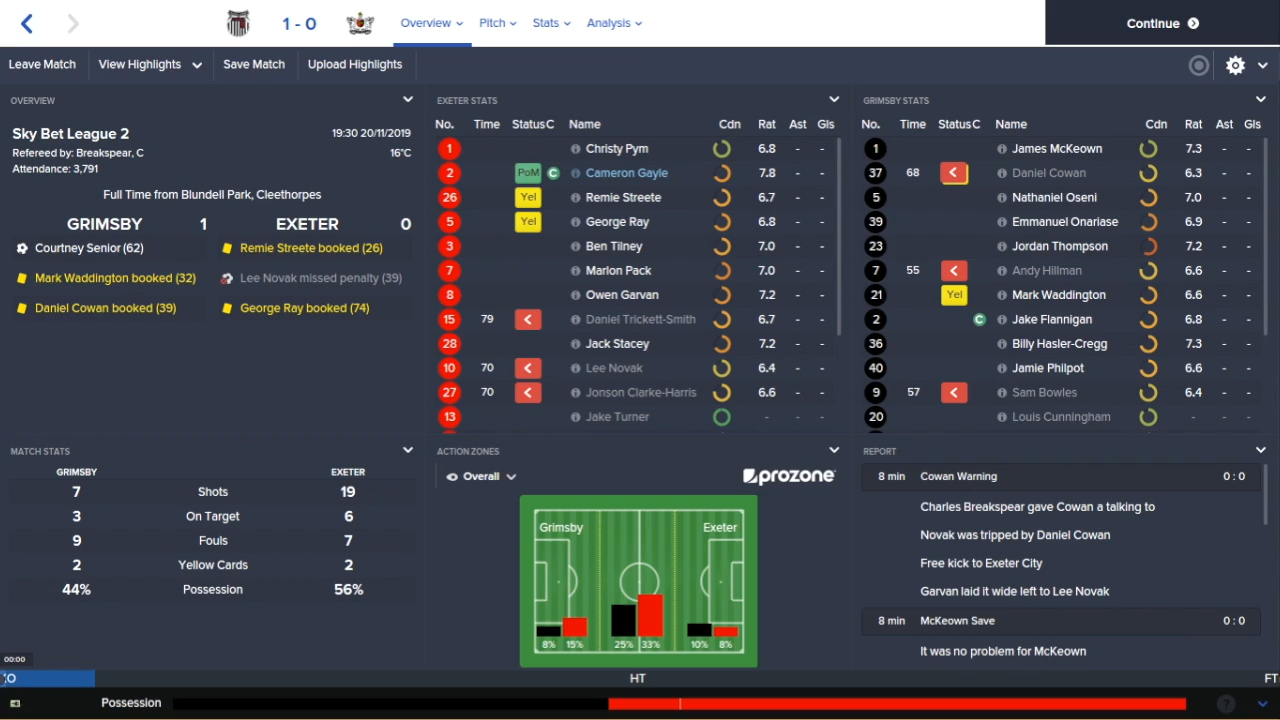 1 - 0 Overview Pitch Stats Analysis Continue
Leave Match View Highlights Save Match Upload Highlights
OVERVIEW
Sky Bet League 2 19:30 20/11/2019
Refereed by: Breakspear, C 16°C
Attendance: 3,791
Full Time from Blundell Park, Cleethorpes
GRIMSBY 1 EXETER 0
Courtney Senior (62) Remie Streete booked (26)
Mark Waddington booked (32) Lee Novak missed penalty (39)
Daniel Cowan booked (39) George Ray booked (74)
EXETER STATS
No. Time Status C Name Cdn Rat Ast Gls
1 Christy Pym 6.8 - -
2 PoM C Cameron Gayle 7.8 - -
26 Yel Remie Streete 6.7 - -
5 Yel George Ray 6.8 - -
3 Ben Tilney 7.0 - -
7 Marlon Pack 7.0 - -
8 Owen Garvan 7.2 - -
15 79 Daniel Trickett-Smith 6.7 - -
28 Jack Stacey 7.2 - -
10 70 Lee Novak 6.4 - -
27 70 Jonson Clarke-Harris 6.6 - -
13 Jake Turner - - -
GRIMSBY STATS
No. Time Status C Name Cdn Rat Ast Gls
1 James McKeown 7.3 - -
37 68 Daniel Cowan 6.3 - -
5 Nathaniel Oseni 7.0 - -
39 Emmanuel Onariase 6.9 - -
23 Jordan Thompson 7.2 - -
7 55 Andy Hillman 6.6 - -
21 Yel Mark Waddington 6.6 - -
2 C Jake Flannigan 6.8 - -
36 Billy Hasler-Cregg 7.3 - -
40 Jamie Philpot 6.6 - -
9 57 Sam Bowles 6.4 - -
20 Louis Cunningham - - -
MATCH STATS
GRIMSBY EXETER
7 Shots 19
3 On Target 6
9 Fouls 7
2 Yellow Cards 2
44% Possession 56%
ACTION ZONES
Overall prozone
Grimsby Exeter
8% 15% 25% 33% 10% 8%
REPORT
8 min Cowan Warning 0 : 0
Charles Breakspear gave Cowan a talking to
Novak was tripped by Daniel Cowan
Free kick to Exeter City
Garvan laid it wide left to Lee Novak
8 min McKeown Save 0 : 0
It was no problem for McKeown
00:00
HT FT
Possession